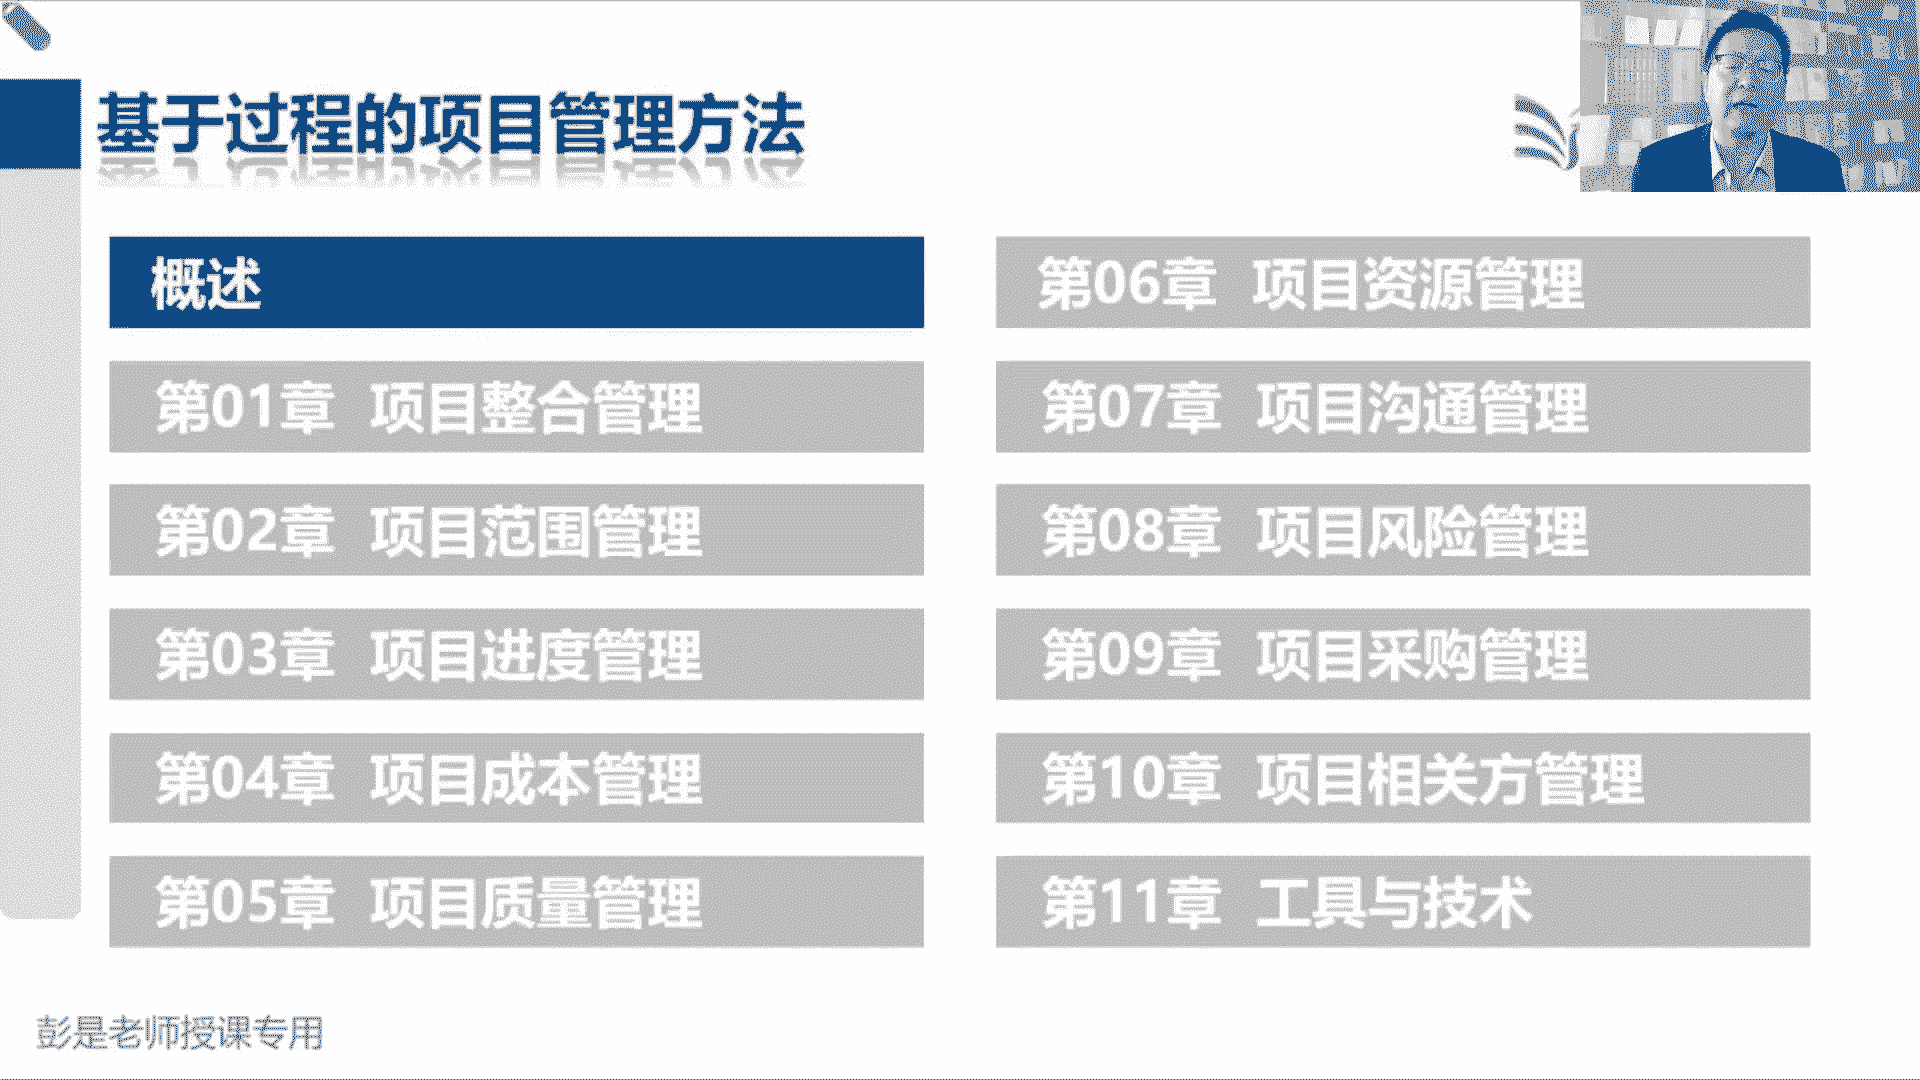 基于过程的项目管理方法
概述
第01章 项目整合管理
第02章 项目范围管理
第03章 项目进度管理
第04章 项目成本管理
第05章 项目质量管理
第06章 项目资源管理
第07章 项目沟通管理
第08章 项目风险管理
第09章 项目采购管理
第10章 项目相关方管理
第11章 工具与技术
彭是老师授课专用